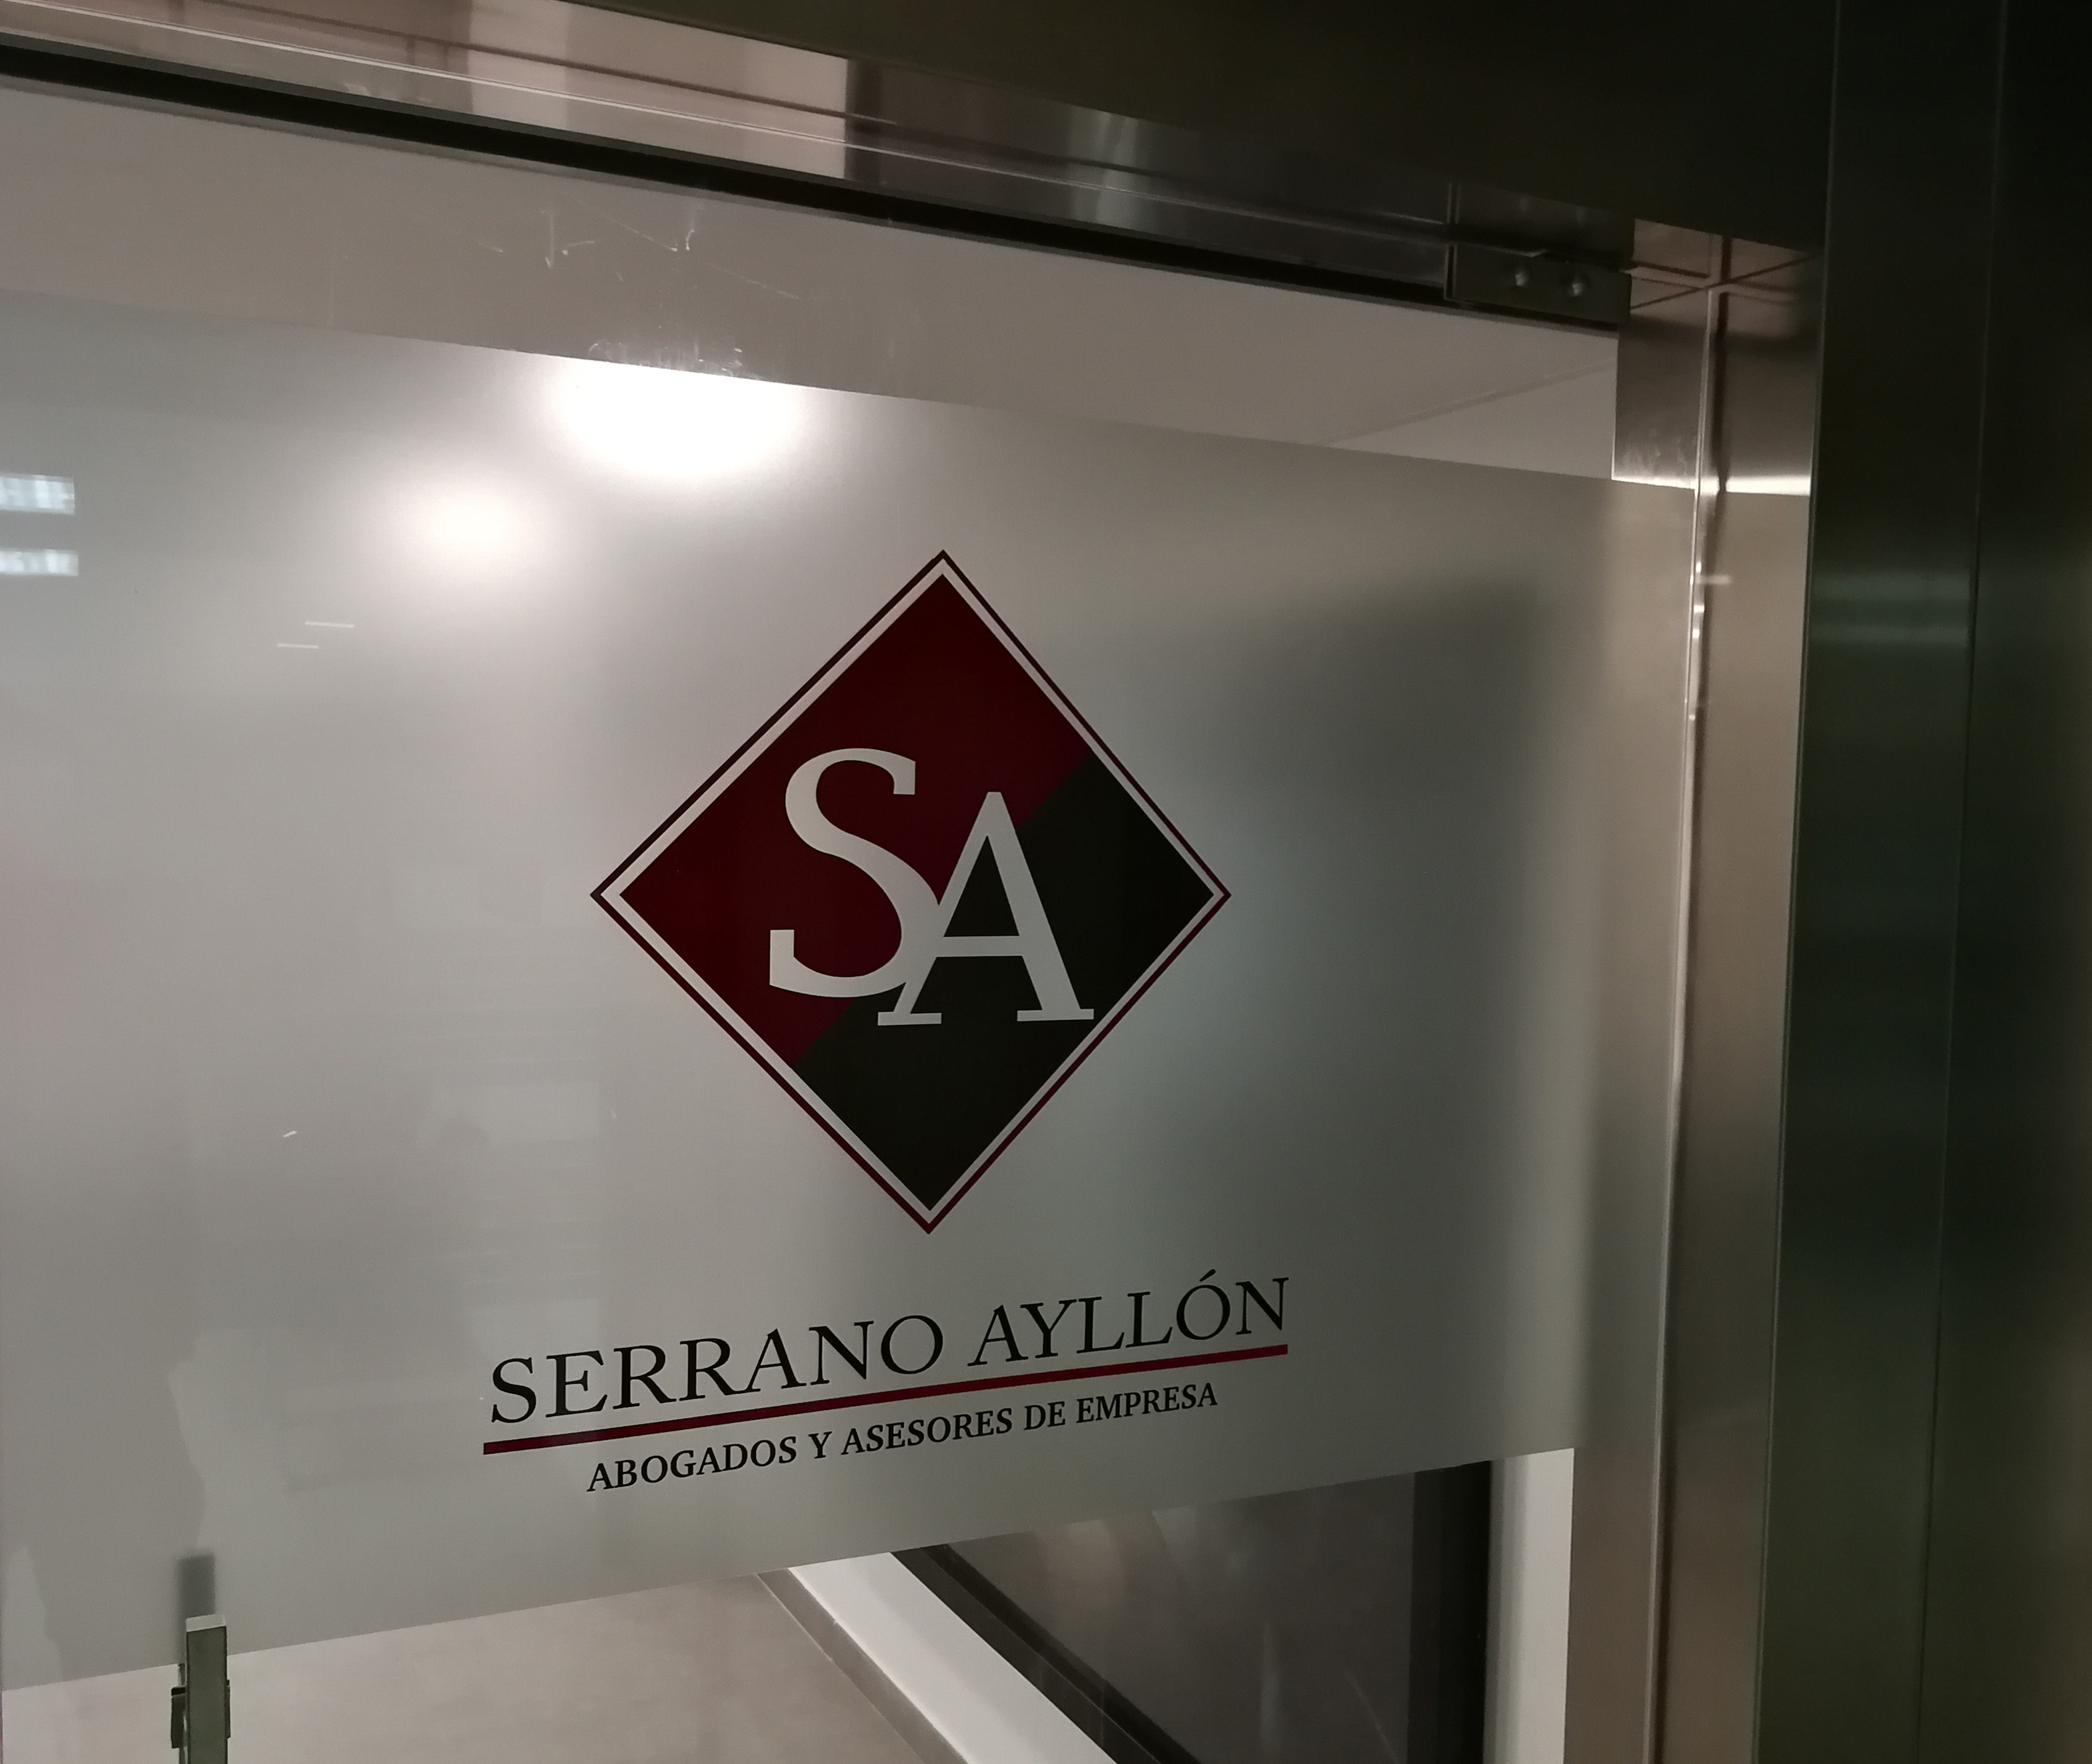 SA
SERRANO AYLLÓN
ABOGADOS Y ASESORES DE EMPRESA